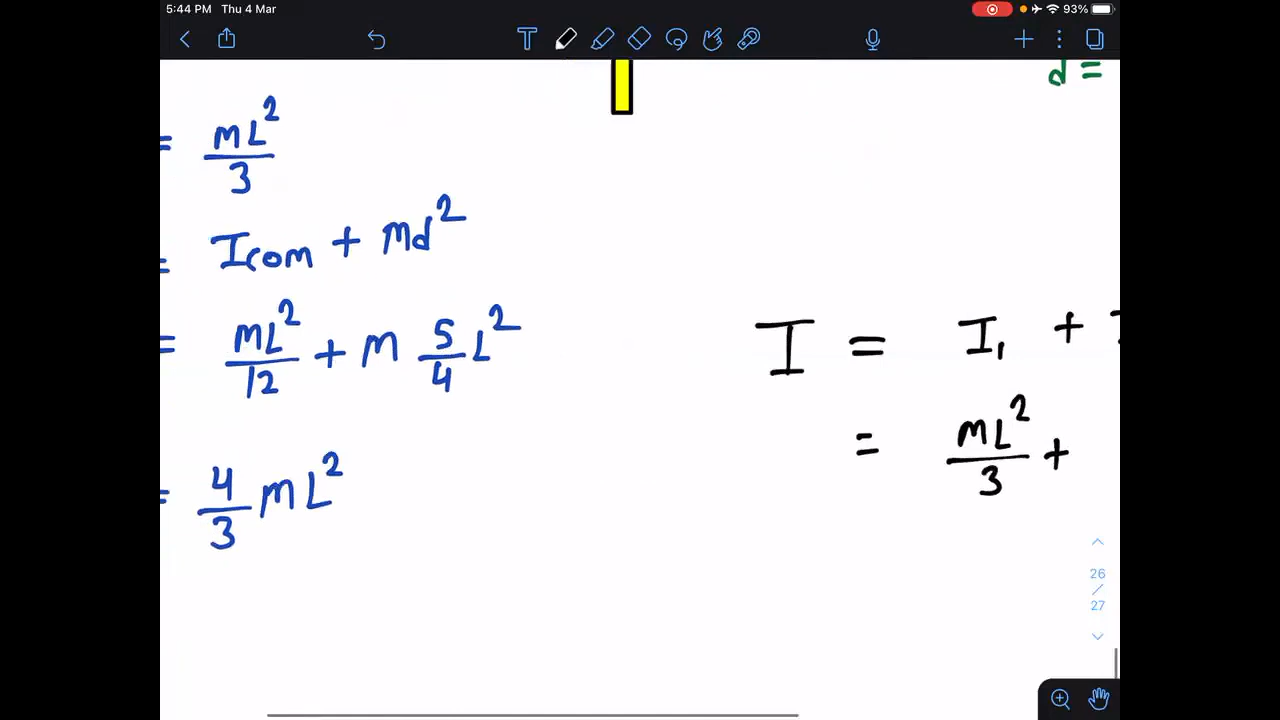 5:44 PM Thu 4 Mar 93%
d =
= mL²/3
= Icom + md²
= mL²/12 + m 5/4 L²
= 4/3 mL²
I = I₁ +
= mL²/3 +
26
/
27